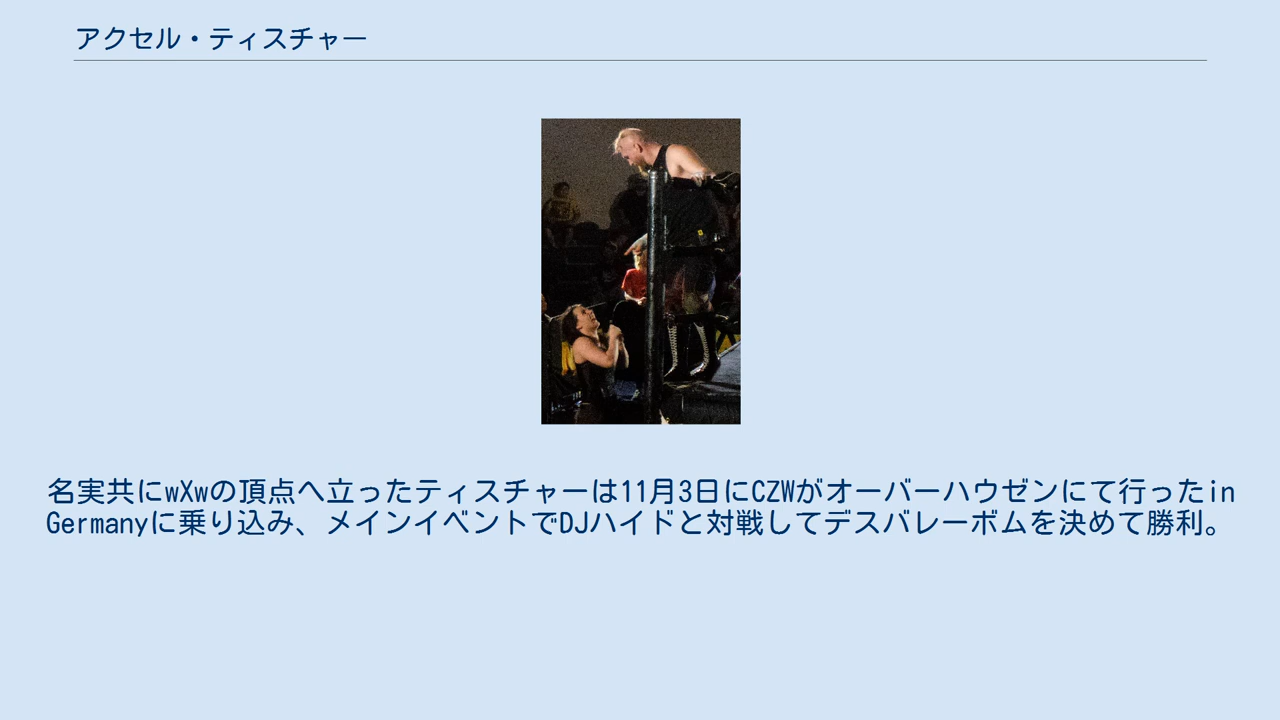 アクセル・ティスチャー
名実共にwXwの頂点へ立ったティスチャーは11月3日にCZWがオーバーハウゼンにて行ったin
Germanyに乗り込み、メインイベントでDJハイドと対戦してデスバレーボムを決めて勝利。